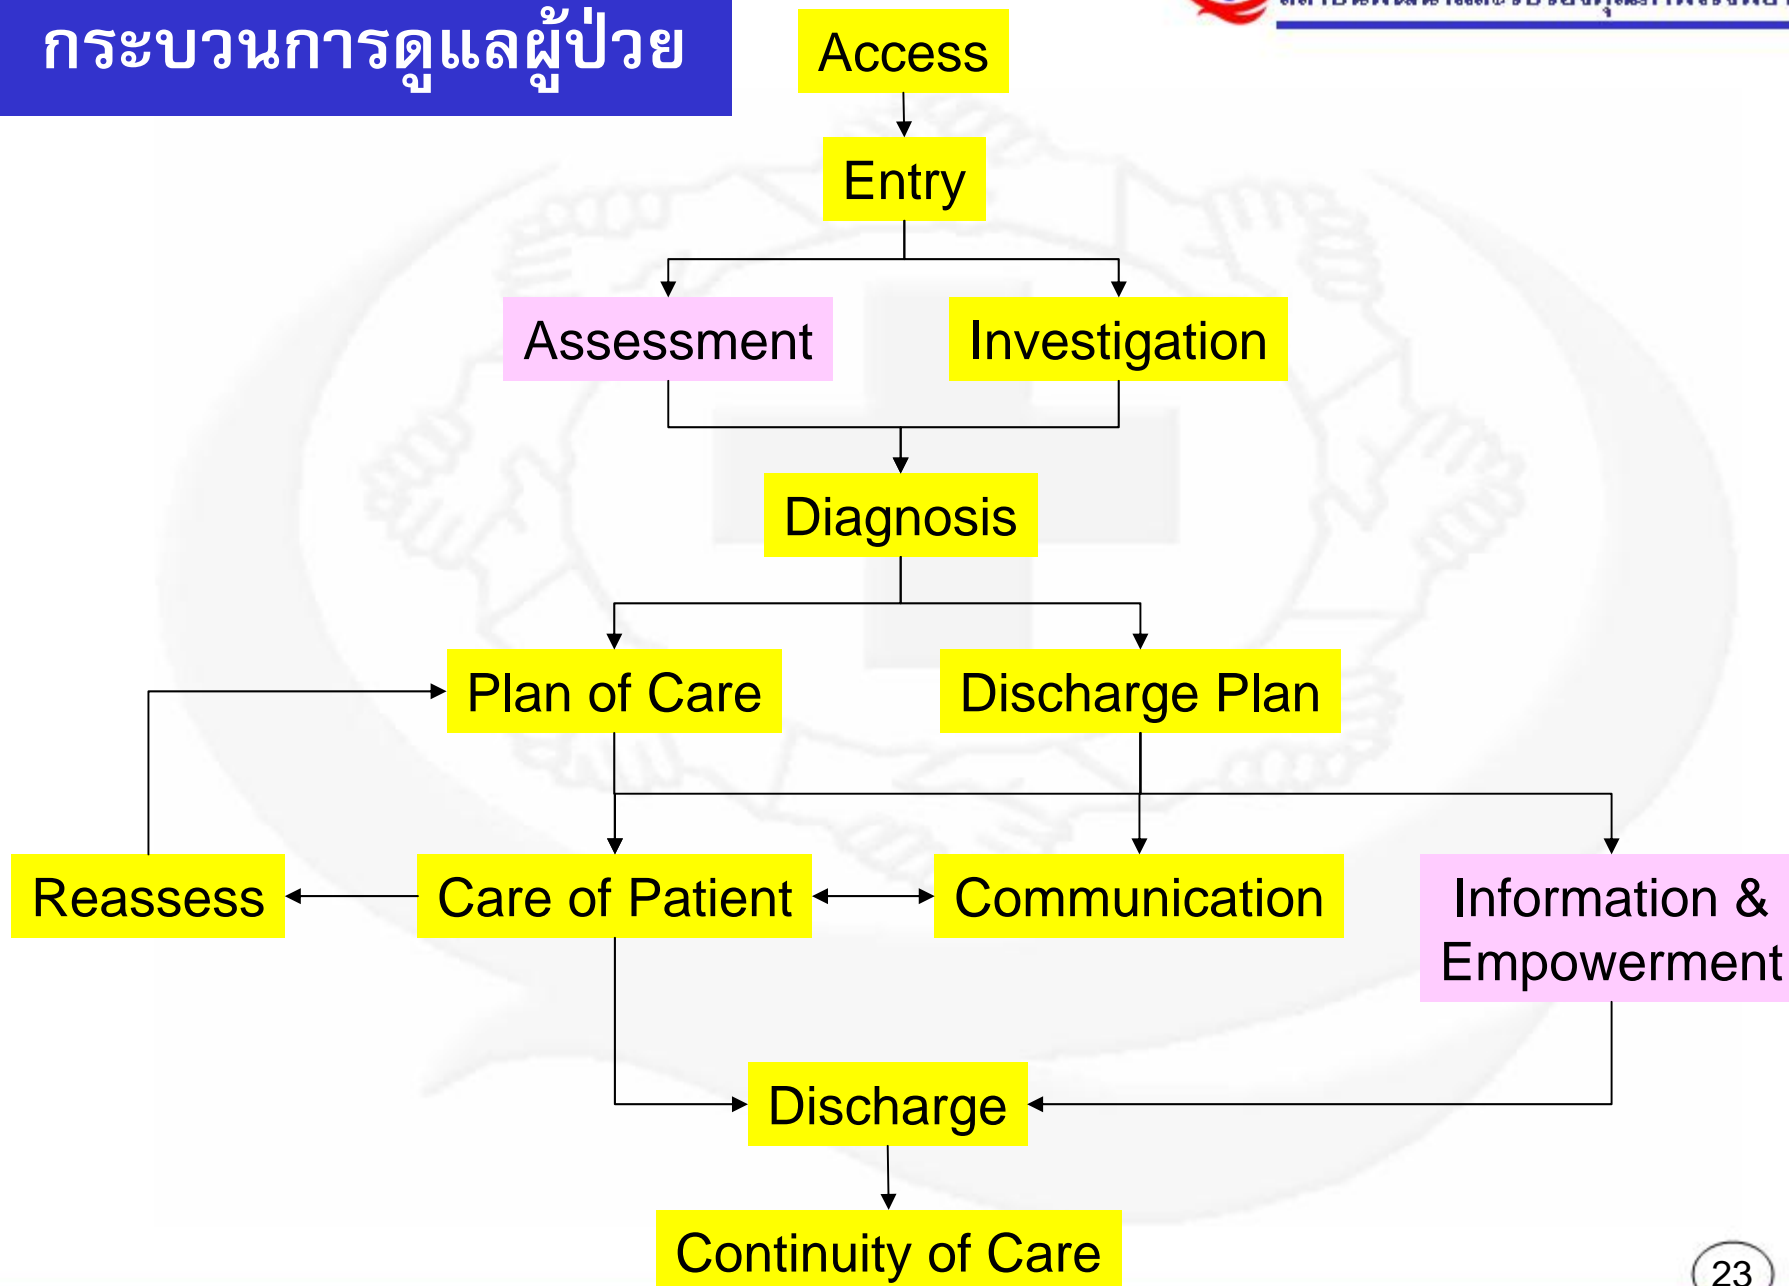 กระบวนการดูแลผู้ป่วย
Access
Entry
Assessment
Investigation
Diagnosis
Plan of Care
Discharge Plan
Reassess
Care of Patient
Communication
Information &
Empowerment
Discharge
Continuity of Care
23